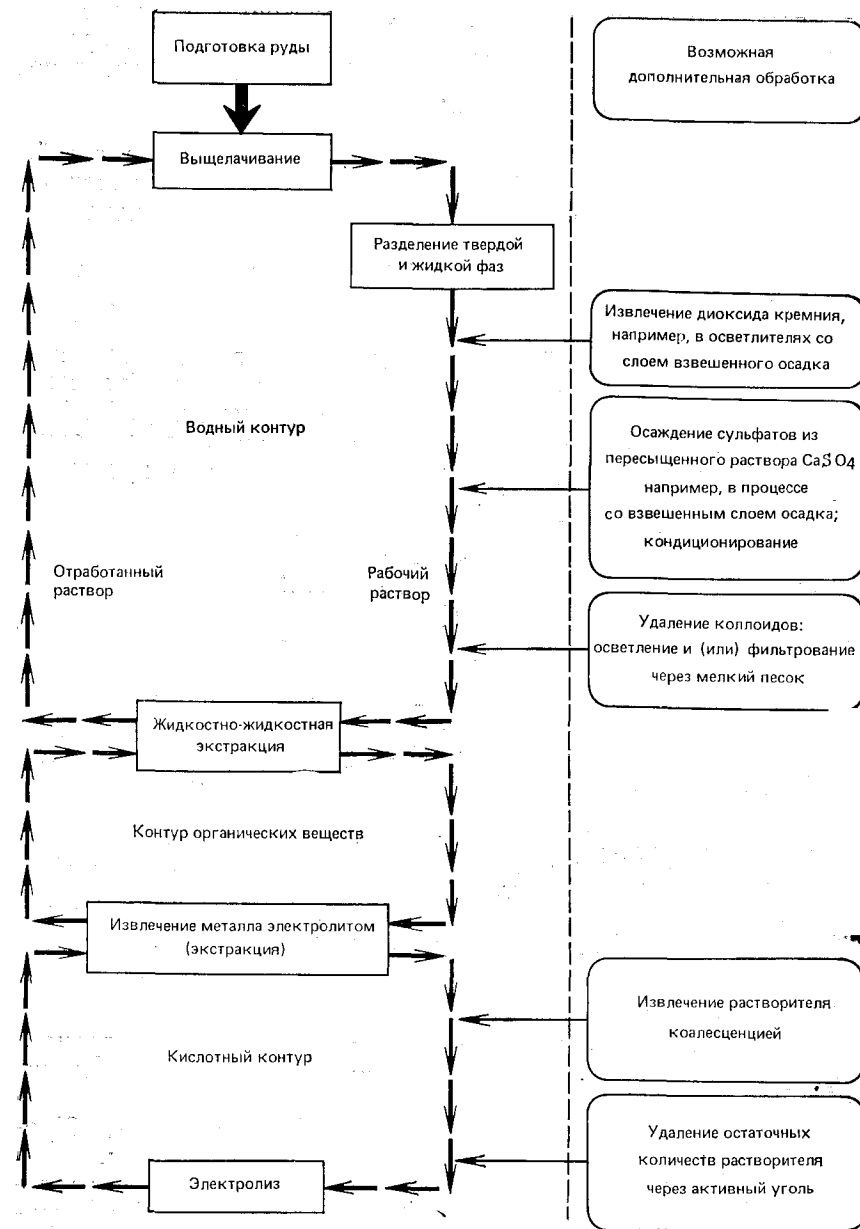 Подготовка руды
Возможная
дополнительная обработка
Выщелачивание
Разделение твердой
и жидкой фаз
Извлечение диоксида кремния,
например, в осветлителях со
слоем взвешенного осадка
Водный контур
Осаждение сульфатов из
пересыщенного раствора CaSO4
например, в процессе
со взвешенным слоем осадка;
кондиционирование
Отработанный
раствор
Рабочий
раствор
Удаление коллоидов:
осветление и (или) фильтрование
через мелкий песок
Жидкостно-жидкостная
экстракция
Контур органических веществ
Извлечение металла электролитом
(экстракция)
Извлечение растворителя
коалесценцией
Кислотный контур
Удаление остаточных
количеств растворителя
через активный уголь
Электролиз